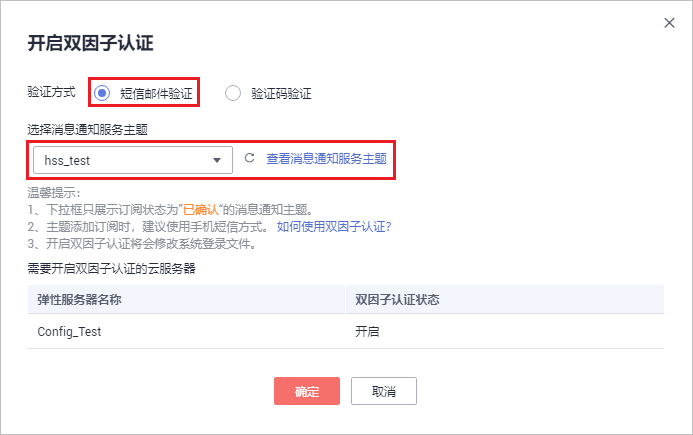 开启双因子认证
验证方式 短信邮件验证 验证码验证
选择消息通知服务主题
hss_test 查看消息通知服务主题
温馨提示：
1、下拉框只展示订阅状态为“已确认“的消息通知主题。
2、主题添加订阅时，建议使用手机短信方式。 如何使用双因子认证？
3、开启双因子认证将会修改系统登录文件。
需要开启双因子认证的云服务器
弹性服务器名称 双因子认证状态
Config_Test 开启
确定 取消